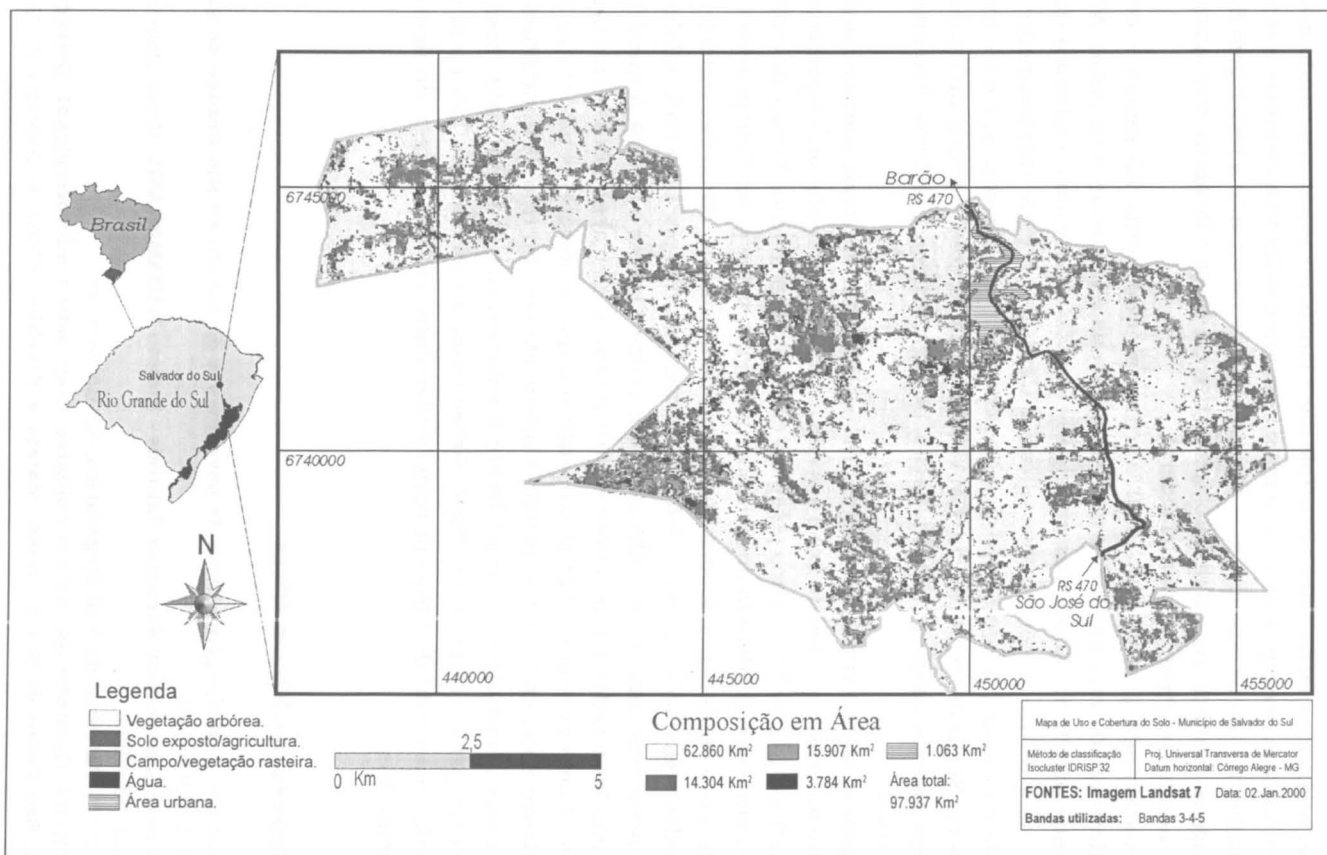 Brasil
Salvador do Sul
Rio Grande do Sul
N
Barão
RS 470
6745000
6740000
RS 470
São José do
Sul
440000
445000
450000
455000
Legenda
Vegetação arbórea.
Solo exposto/agricultura.
Campo/vegetação rasteira.
Água.
Área urbana.
2,5
0 Km 5
Composição em Área
62.860 Km² 15.907 Km² 1.063 Km²
14.304 Km² 3.784 Km² Área total:
97.937 Km²
Mapa de Uso e Cobertura do Solo - Município de Salvador do Sul
Método de classificação
Isocluster IDRISP 32
Proj. Universal Transversa de Mercator
Datum horizontal: Córrego Alegre - MG
FONTES: Imagem Landsat 7 Data: 02.Jan.2000
Bandas utilizadas: Bandas 3-4-5